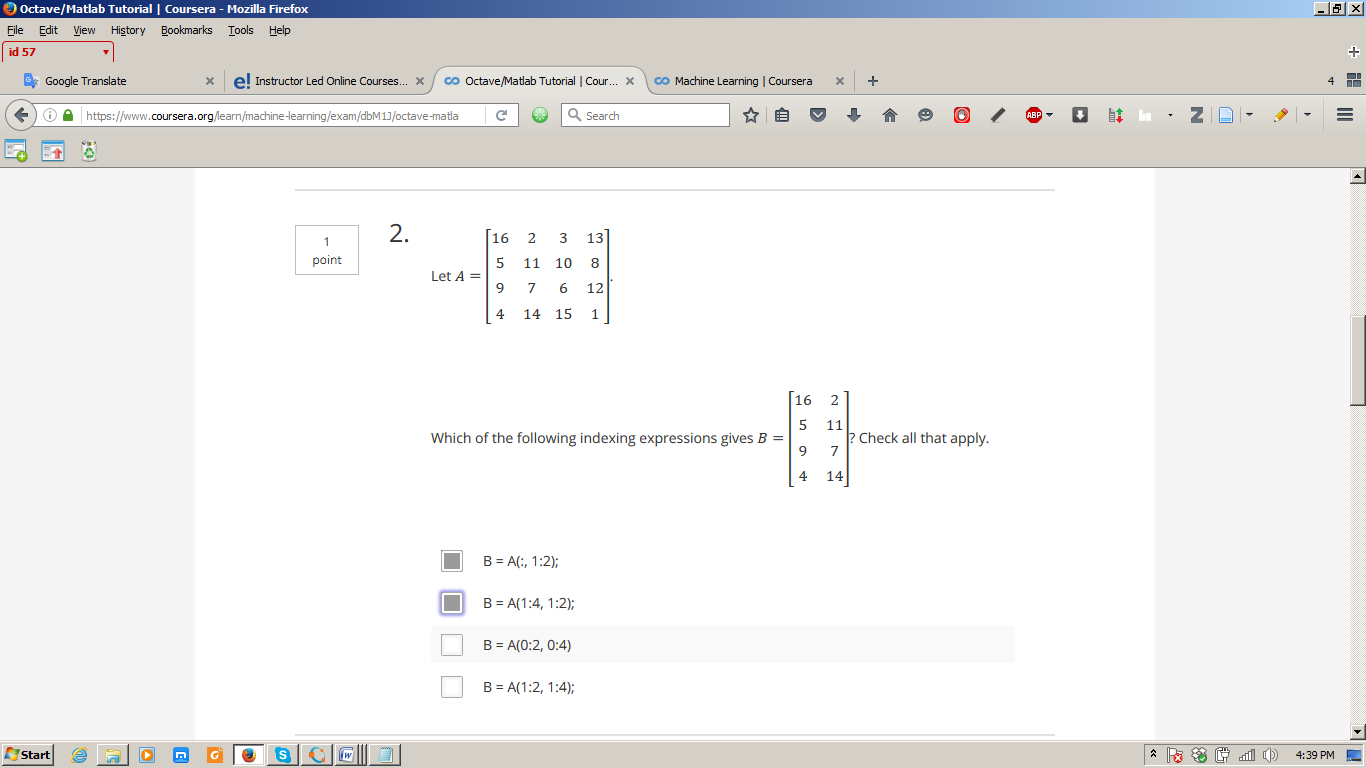 Octave/Matlab Tutorial | Coursera - Mozilla Firefox
File Edit View History Bookmarks Tools Help
id 57
Google Translate
e! Instructor Led Online Courses...
Octave/Matlab Tutorial | Cour...
Machine Learning | Coursera
4
https://www.coursera.org/learn/machine-learning/exam/dbM1J/octave-matla
Search
ABP
1
point
2.
Let A =
16 2 3 13
5 11 10 8
9 7 6 12
4 14 15 1
.
Which of the following indexing expressions gives B =
16 2
5 11
9 7
4 14
? Check all that apply.
B = A(:, 1:2);
B = A(1:4, 1:2);
B = A(0:2, 0:4)
B = A(1:2, 1:4);
Start
4:39 PM